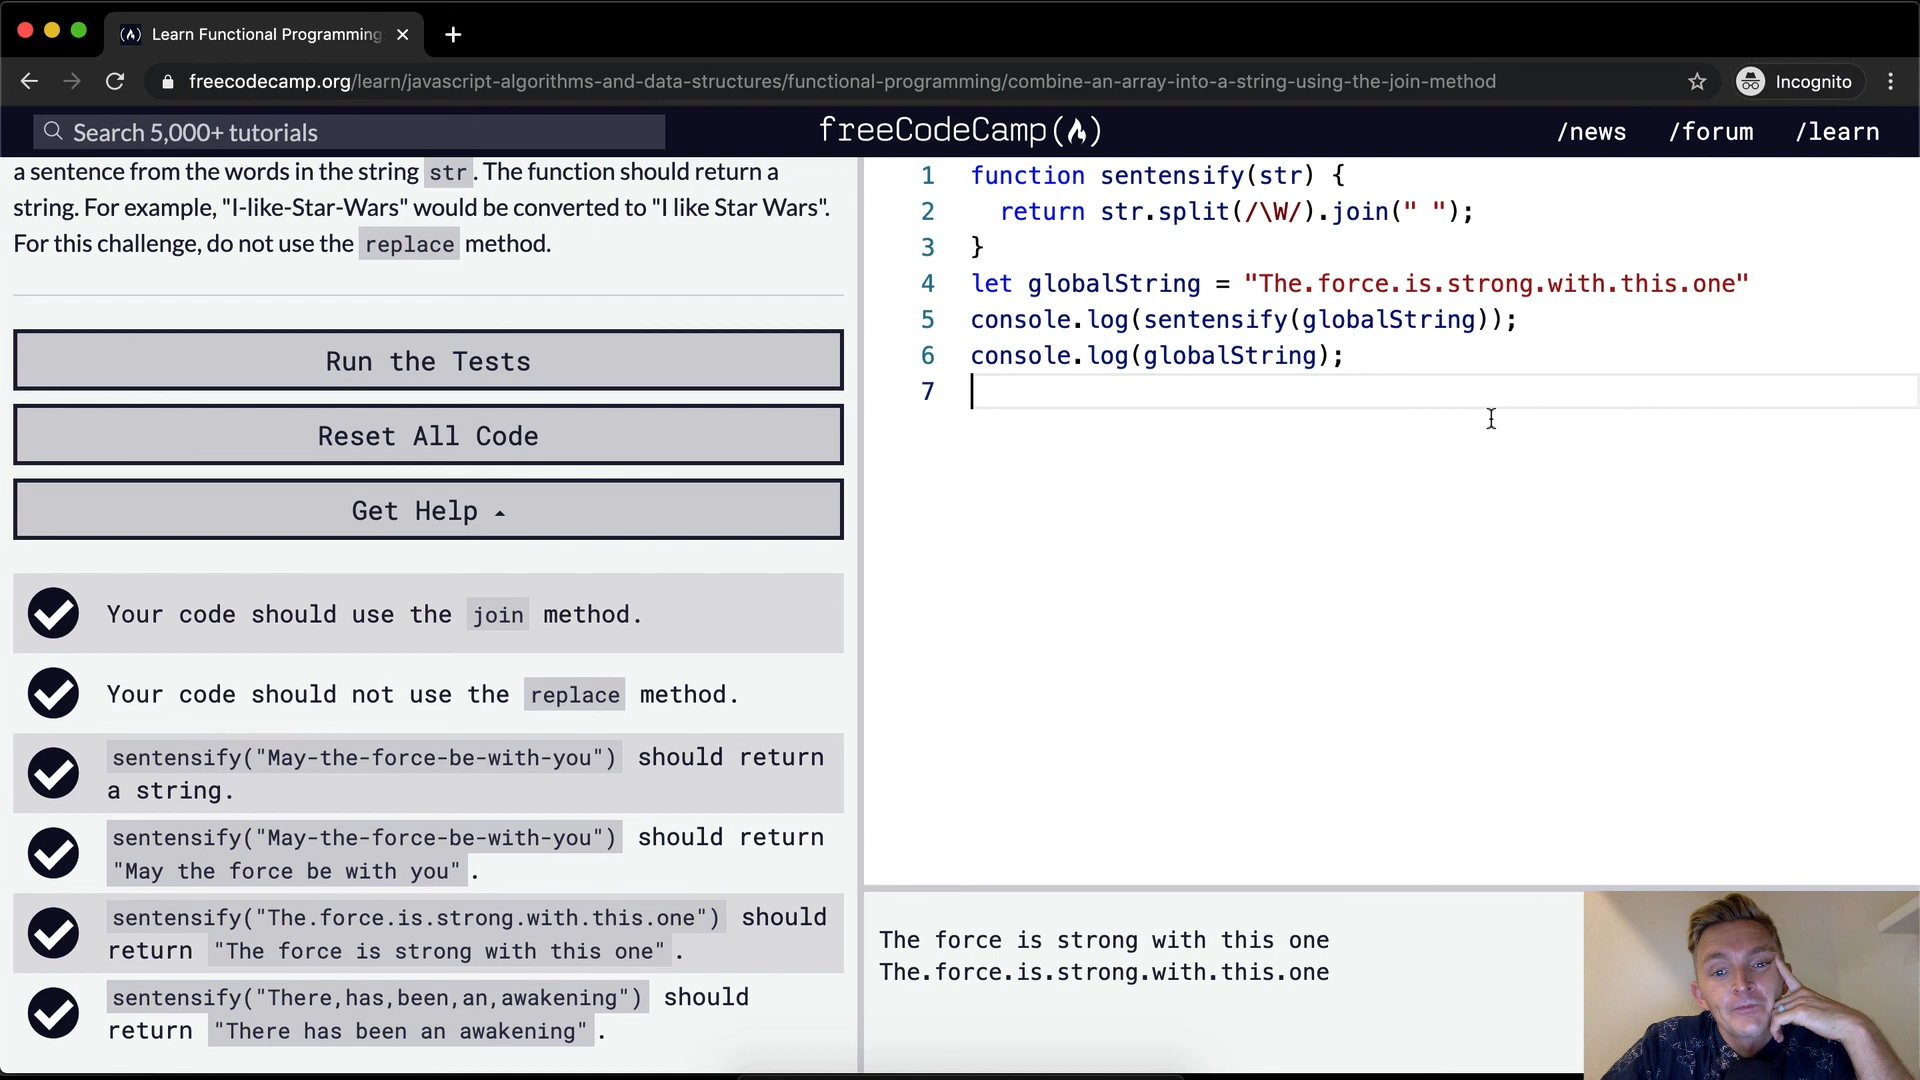 Learn Functional Programming
freecodecamp.org/learn/javascript-algorithms-and-data-structures/functional-programming/combine-an-array-into-a-string-using-the-join-method
Incognito
Search 5,000+ tutorials
freeCodeCamp
/news /forum /learn
a sentence from the words in the string str. The function should return a
string. For example, "I-like-Star-Wars" would be converted to "I like Star Wars".
For this challenge, do not use the replace method.
Run the Tests
Reset All Code
Get Help
Your code should use the join method.
Your code should not use the replace method.
sentensify("May-the-force-be-with-you") should return
a string.
sentensify("May-the-force-be-with-you") should return
"May the force be with you".
sentensify("The.force.is.strong.with.this.one") should
return "The force is strong with this one".
sentensify("There,has,been,an,awakening") should
return "There has been an awakening".
1 function sentensify(str) {
2 return str.split(/\W/).join(" ");
3 }
4 let globalString = "The.force.is.strong.with.this.one"
5 console.log(sentensify(globalString));
6 console.log(globalString);
7
The force is strong with this one
The.force.is.strong.with.this.one